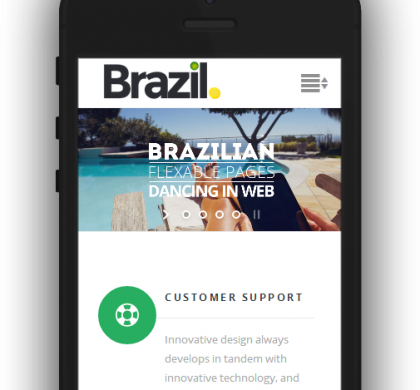 Brazil.
BRAZILIAN
FLEXABLE PAGES
DANCING IN WEB
CUSTOMER SUPPORT
Innovative design always
develops in tandem with
innovative technology, and